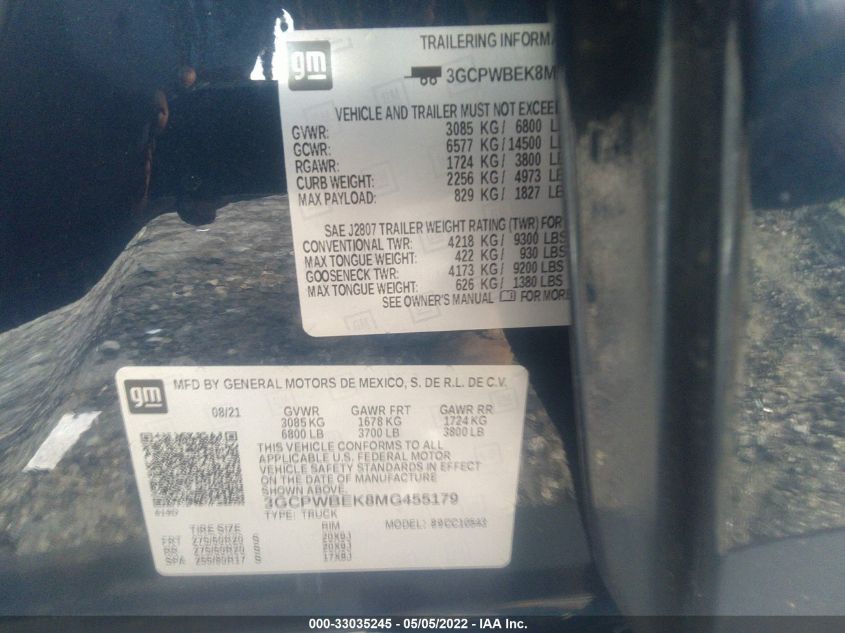 gm
TRAILERING INFORMA
3GCPWBEK8M
VEHICLE AND TRAILER MUST NOT EXCEE
GVWR: 3085 KG/ 6800 L
GCWR: 6577 KG/ 14500 L
RGAWR: 1724 KG/ 3800 LE
CURB WEIGHT: 2256 KG/ 4973 LE
MAX PAYLOAD: 829 KG/ 1827 LB
SAE J2807 TRAILER WEIGHT RATING (TWR) FOR
CONVENTIONAL TWR: 4218 KG/ 9300 LBS
MAX TONGUE WEIGHT: 422 KG/ 930 LBS
GOOSENECK TWR: 4173 KG/ 9200 LBS
MAX TONGUE WEIGHT: 626 KG/ 1380 LBS
SEE OWNER'S MANUAL FOR MORE
gm
MFD BY GENERAL MOTORS DE MEXICO, S. DE R.L. DE C.V.
08/21 GVWR GAWR FRT GAWR RR
3085 KG 1678 KG 1724 KG
6800 LB 3700 LB 3800 LB
THIS VEHICLE CONFORMS TO ALL
APPLICABLE U.S. FEDERAL MOTOR
VEHICLE SAFETY STANDARDS IN EFFECT
ON THE DATE OF MANUFACTURE
SHOWN ABOVE.
3GCPWBEK8MG455179
TYPE: TRUCK MODEL:
TIRE SIZE RIM
FRT 275/60R20 S 20X9J
RR 275/60R20 S 20X9J
SPA 255/80R17 S 17X8J
000-33035245 - 05/05/2022 - IAA Inc.